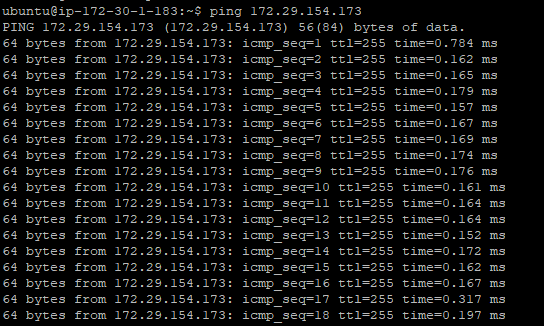 ubuntu@ip-172-30-1-183:~$ ping 172.29.154.173
PING 172.29.154.173 (172.29.154.173) 56(84) bytes of data.
64 bytes from 172.29.154.173: icmp_seq=1 ttl=255 time=0.784 ms
64 bytes from 172.29.154.173: icmp_seq=2 ttl=255 time=0.162 ms
64 bytes from 172.29.154.173: icmp_seq=3 ttl=255 time=0.165 ms
64 bytes from 172.29.154.173: icmp_seq=4 ttl=255 time=0.179 ms
64 bytes from 172.29.154.173: icmp_seq=5 ttl=255 time=0.157 ms
64 bytes from 172.29.154.173: icmp_seq=6 ttl=255 time=0.167 ms
64 bytes from 172.29.154.173: icmp_seq=7 ttl=255 time=0.169 ms
64 bytes from 172.29.154.173: icmp_seq=8 ttl=255 time=0.174 ms
64 bytes from 172.29.154.173: icmp_seq=9 ttl=255 time=0.176 ms
64 bytes from 172.29.154.173: icmp_seq=10 ttl=255 time=0.161 ms
64 bytes from 172.29.154.173: icmp_seq=11 ttl=255 time=0.164 ms
64 bytes from 172.29.154.173: icmp_seq=12 ttl=255 time=0.164 ms
64 bytes from 172.29.154.173: icmp_seq=13 ttl=255 time=0.152 ms
64 bytes from 172.29.154.173: icmp_seq=14 ttl=255 time=0.172 ms
64 bytes from 172.29.154.173: icmp_seq=15 ttl=255 time=0.162 ms
64 bytes from 172.29.154.173: icmp_seq=16 ttl=255 time=0.167 ms
64 bytes from 172.29.154.173: icmp_seq=17 ttl=255 time=0.317 ms
64 bytes from 172.29.154.173: icmp_seq=18 ttl=255 time=0.197 ms